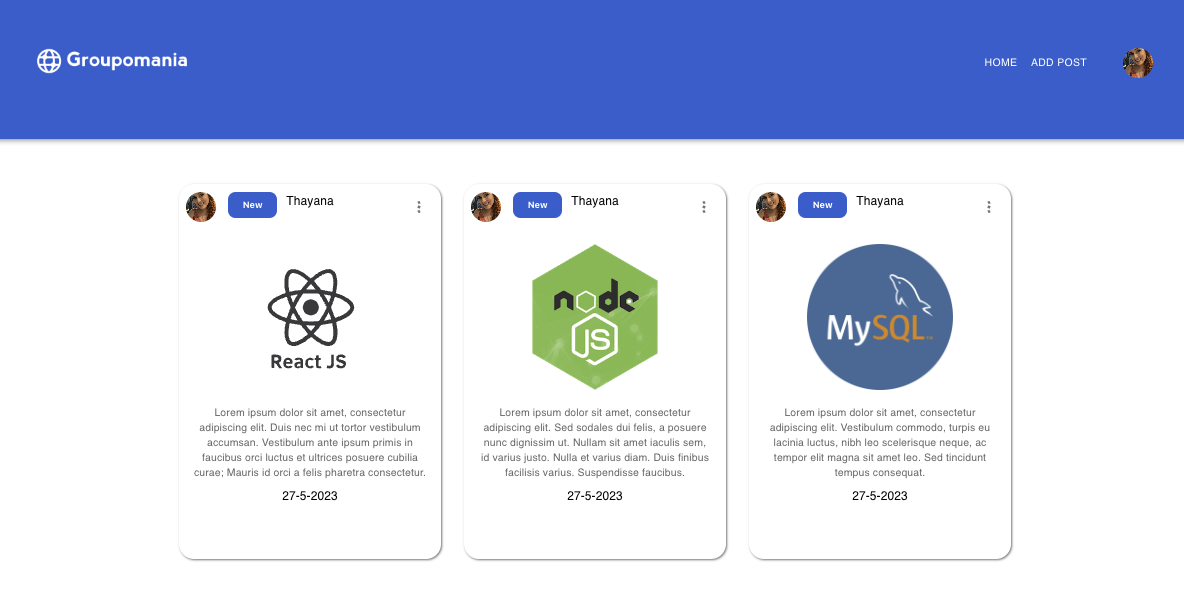 Groupomania
HOME ADD POST
New Thayana
React JS
Lorem ipsum dolor sit amet, consectetur
adipiscing elit. Duis nec mi ut tortor vestibulum
accumsan. Vestibulum ante ipsum primis in
faucibus orci luctus et ultrices posuere cubilia
curae; Mauris id orci a felis pharetra consectetur.
27-5-2023
New Thayana
node
JS
Lorem ipsum dolor sit amet, consectetur
adipiscing elit. Sed sodales dui felis, a posuere
nunc dignissim ut. Nullam sit amet iaculis sem,
id varius justo. Nulla et varius diam. Duis finibus
facilisis varius. Suspendisse faucibus.
27-5-2023
New Thayana
MySQL
Lorem ipsum dolor sit amet, consectetur
adipiscing elit. Vestibulum commodo, turpis eu
lacinia luctus, nibh leo scelerisque neque, ac
tempor elit magna sit amet leo. Sed tincidunt
tempus consequat.
27-5-2023